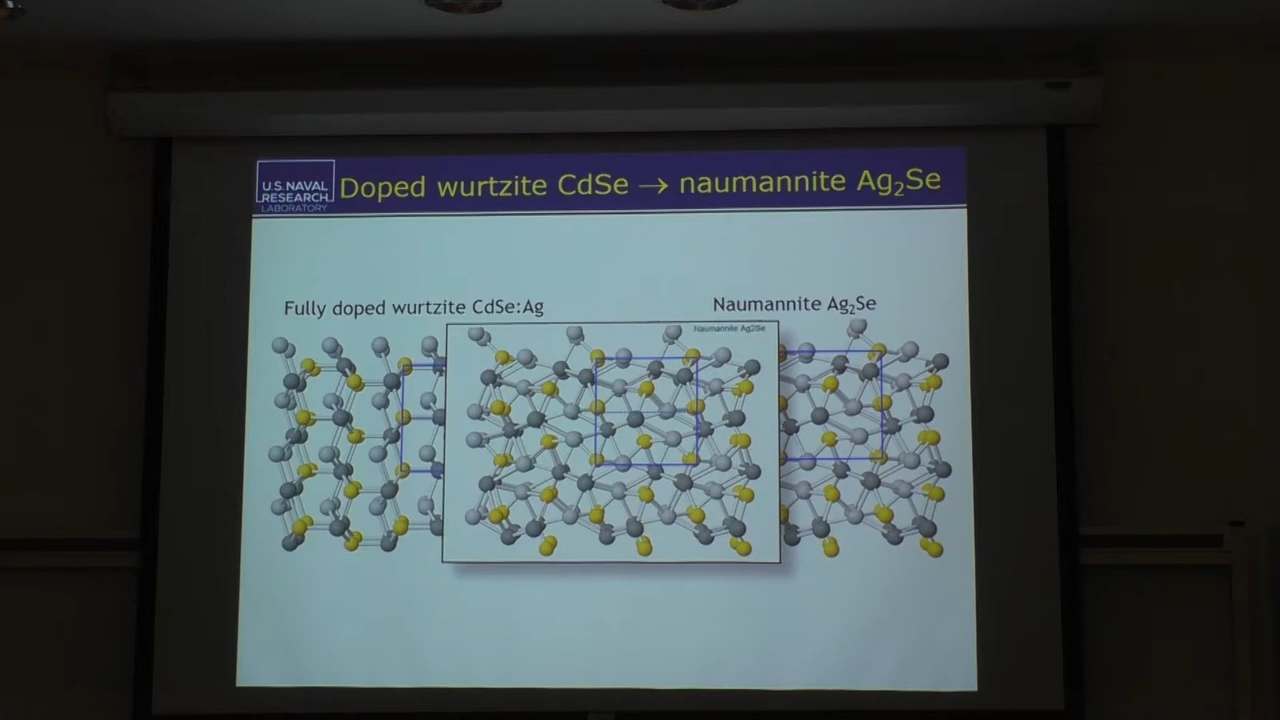 U.S. NAVAL
RESEARCH
LABORATORY
Doped wurtzite CdSe → naumannite Ag₂Se
Fully doped wurtzite CdSe:Ag
Naumannite Ag₂Se
Naumannite Ag2Se